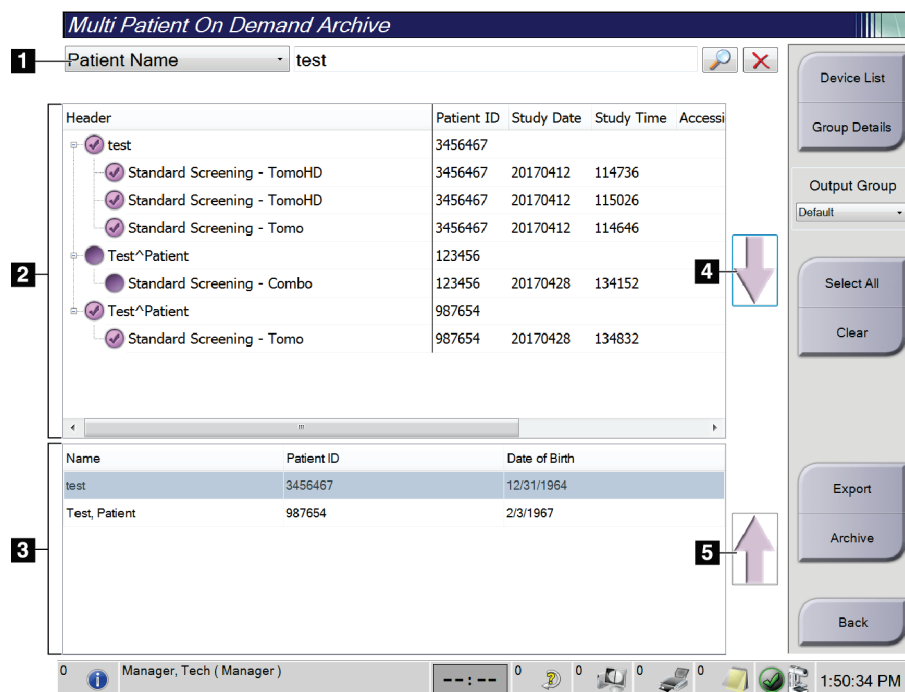 Multi Patient On Demand Archive
1 Patient Name test
Device List
Group Details
Output Group
Default
Select All
Clear
Export
Archive
Back
2
Header Patient ID Study Date Study Time Accessi
test 3456467
Standard Screening - TomoHD 3456467 20170412 114736
Standard Screening - TomoHD 3456467 20170412 115026
Standard Screening - Tomo 3456467 20170412 114646
Test^Patient 123456
Standard Screening - Combo 123456 20170428 134152
Test^Patient 987654
Standard Screening - Tomo 987654 20170428 134832
4
3
Name Patient ID Date of Birth
test 3456467 12/31/1964
Test, Patient 987654 2/3/1967
5
0 Manager, Tech ( Manager ) --:-- 0 0 0 0 1:50:34 PM